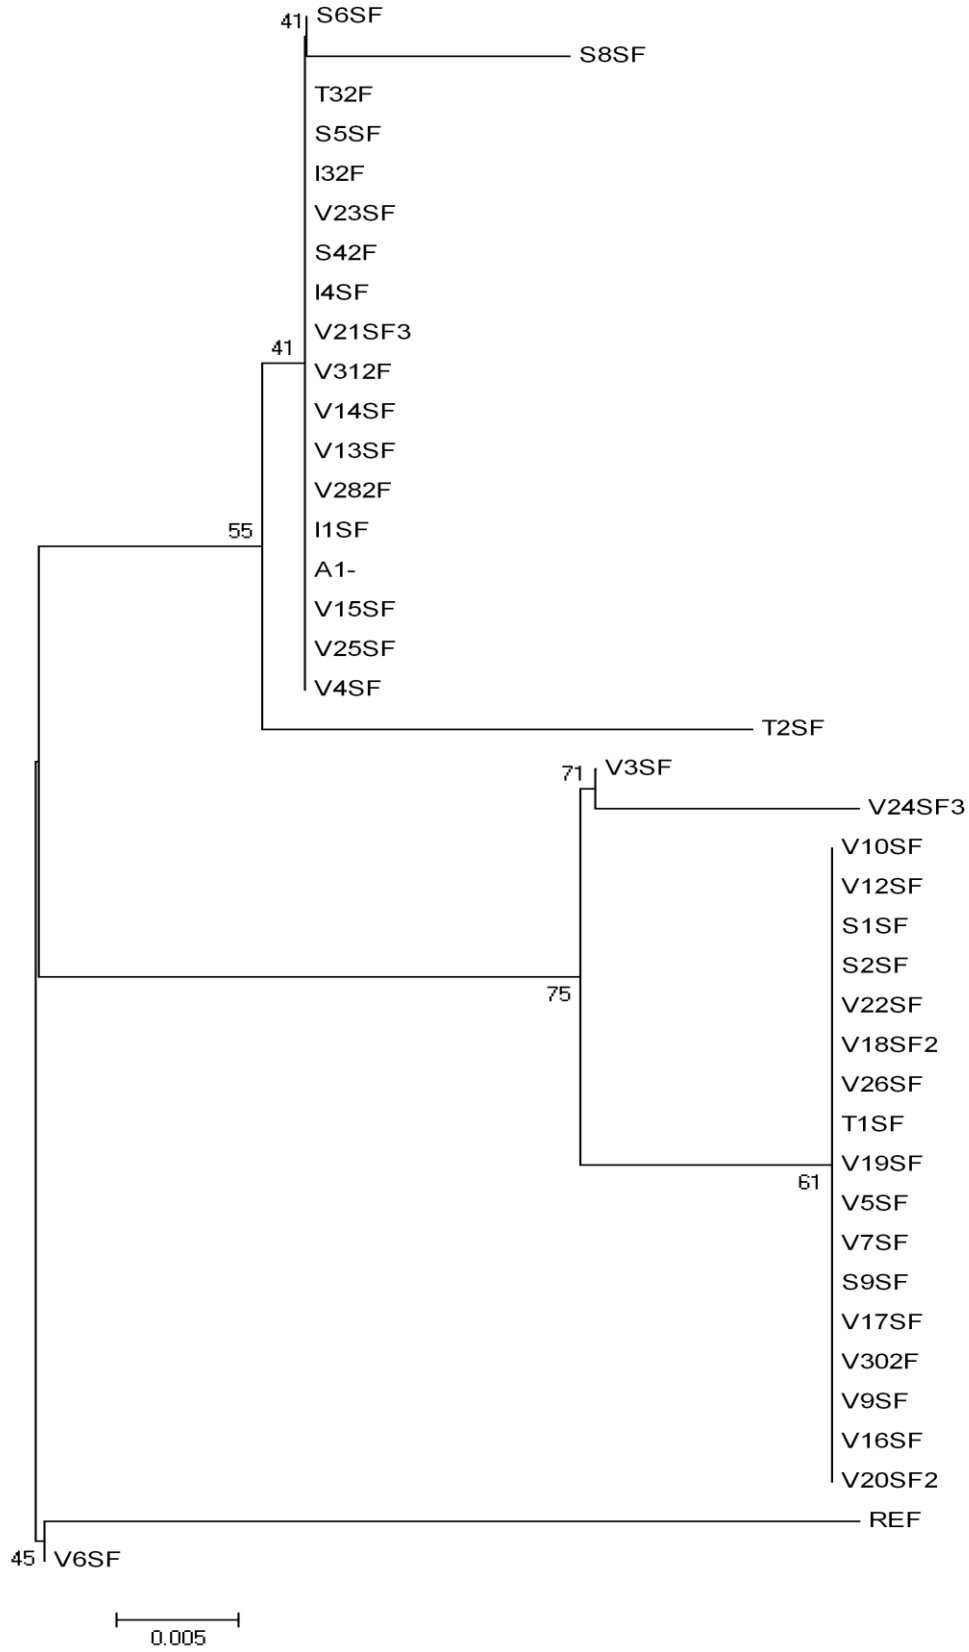 41
S6SF
S8SF
T32F
S5SF
I32F
V23SF
S42F
I4SF
V21SF3
41
V312F
V14SF
V13SF
V282F
55
I1SF
A1-
V15SF
V25SF
V4SF
T2SF
71
V3SF
V24SF3
V10SF
V12SF
S1SF
S2SF
75
V22SF
V18SF2
V26SF
T1SF
V19SF
61
V5SF
V7SF
S9SF
V17SF
V302F
V9SF
V16SF
V20SF2
REF
45
V6SF
0.005